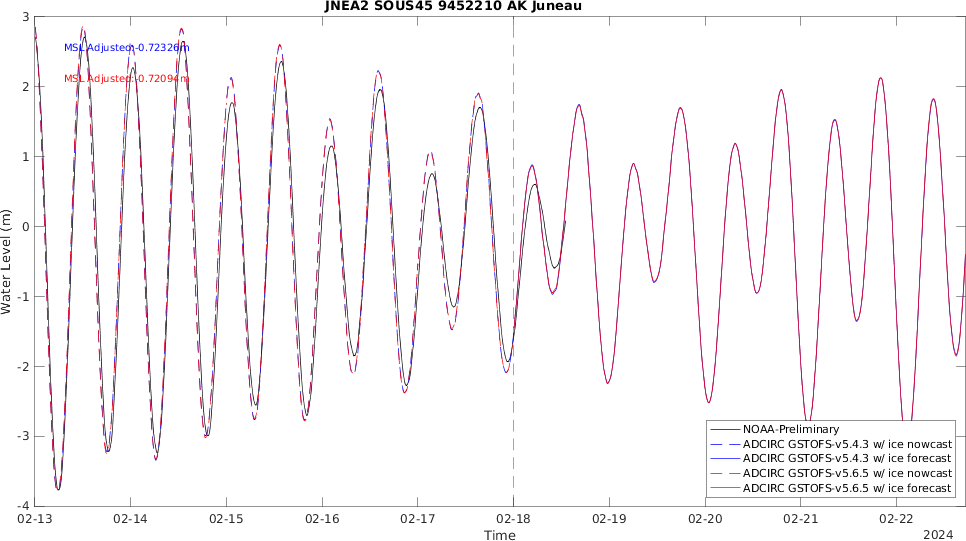 JNEA2 SOUS45 9452210 AK Juneau
3
MSL Adjusted:-0.72326m
MSL Adjusted:-0.72094m
2
1
0
-1
-2
-3
-4
Water Level (m)
NOAA-Preliminary
ADCIRC GSTOFS-v5.4.3 w/ ice nowcast
ADCIRC GSTOFS-v5.4.3 w/ ice forecast
ADCIRC GSTOFS-v5.6.5 w/ ice nowcast
ADCIRC GSTOFS-v5.6.5 w/ ice forecast
02-13 02-14 02-15 02-16 02-17 02-18 02-19 02-20 02-21 02-22
Time
2024